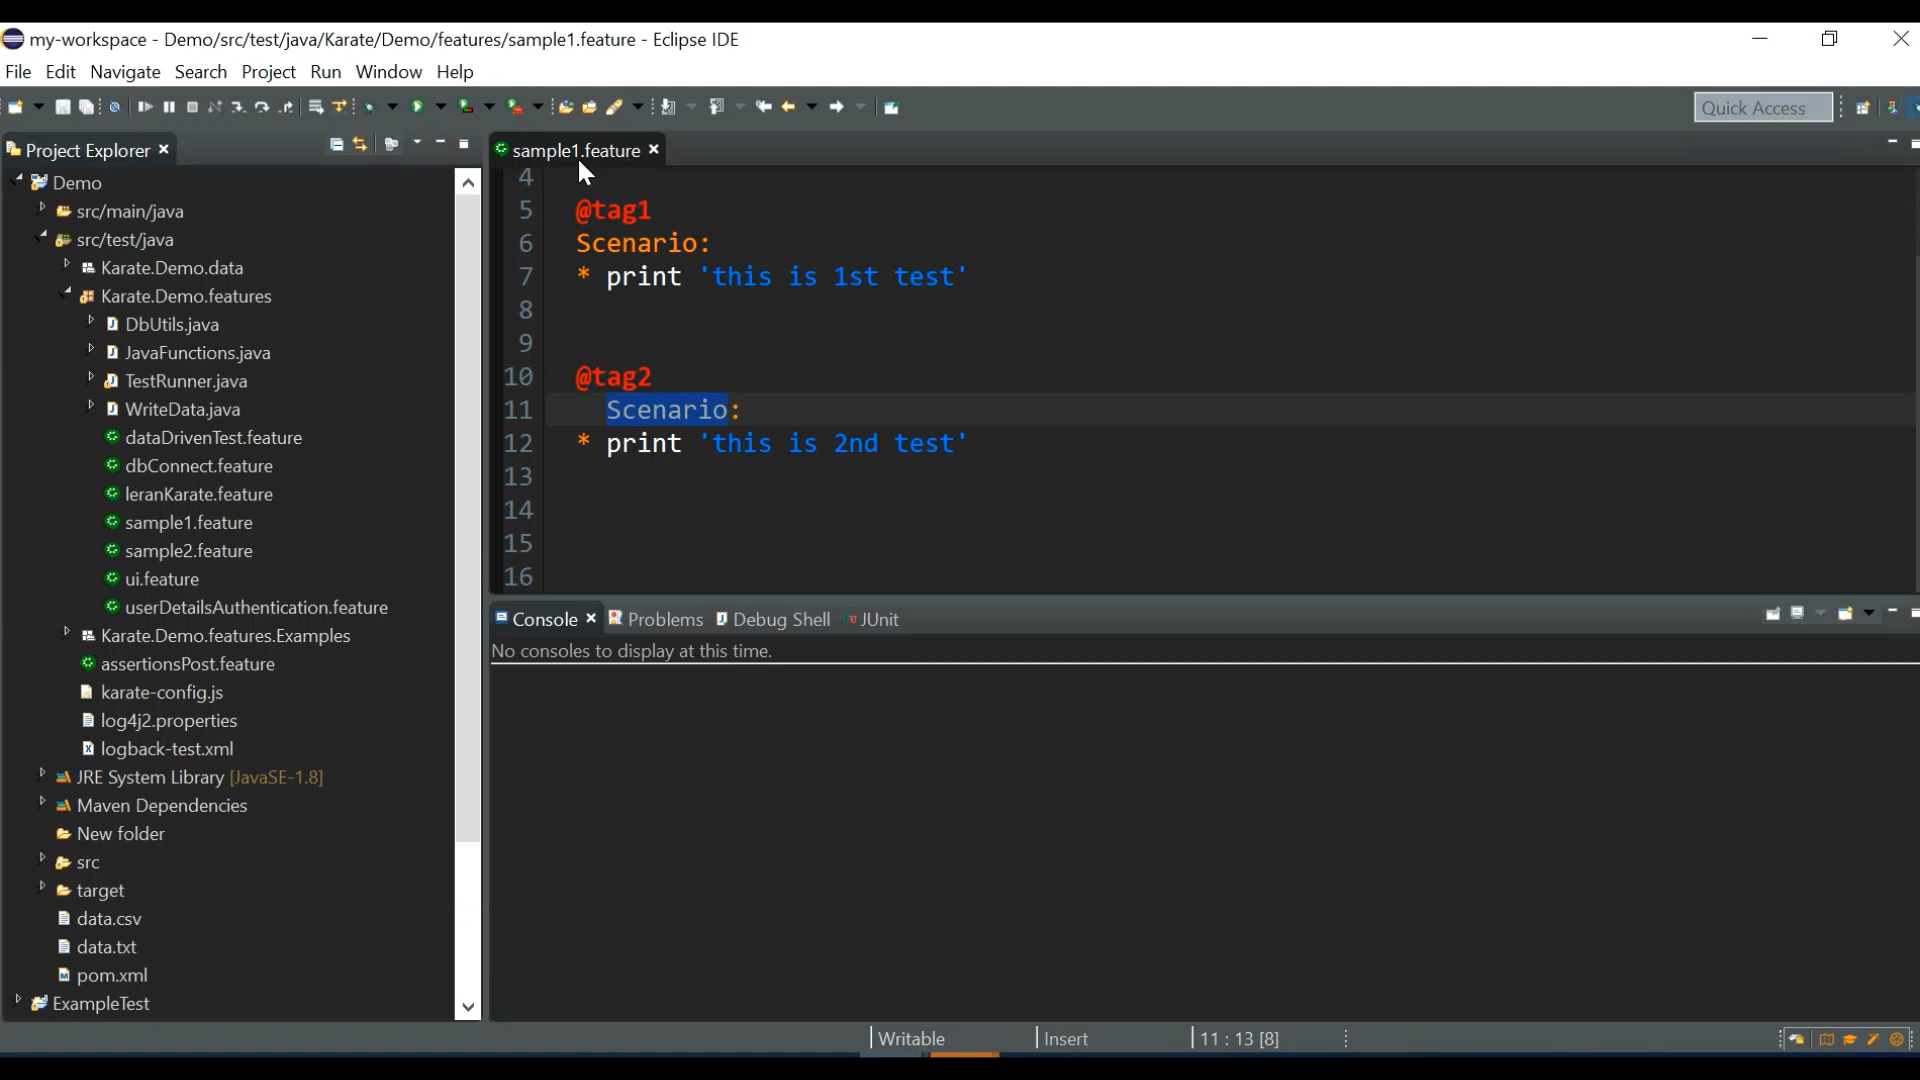 my-workspace - Demo/src/test/java/Karate/Demo/features/sample1.feature - Eclipse IDE
File Edit Navigate Search Project Run Window Help
Quick Access
Project Explorer
Demo
src/main/java
src/test/java
Karate.Demo.data
Karate.Demo.features
DbUtils.java
JavaFunctions.java
TestRunner.java
WriteData.java
dataDrivenTest.feature
dbConnect.feature
leranKarate.feature
sample1.feature
sample2.feature
ui.feature
userDetailsAuthentication.feature
Karate.Demo.features.Examples
assertionsPost.feature
karate-config.js
log4j2.properties
logback-test.xml
JRE System Library [JavaSE-1.8]
Maven Dependencies
New folder
src
target
data.csv
data.txt
pom.xml
ExampleTest
sample1.feature
4
5 @tag1
6 Scenario:
7 * print 'this is 1st test'
8
9
10 @tag2
11 Scenario:
12 * print 'this is 2nd test'
13
14
15
16
Console Problems Debug Shell JUnit
No consoles to display at this time.
Writable Insert 11 : 13 [8]